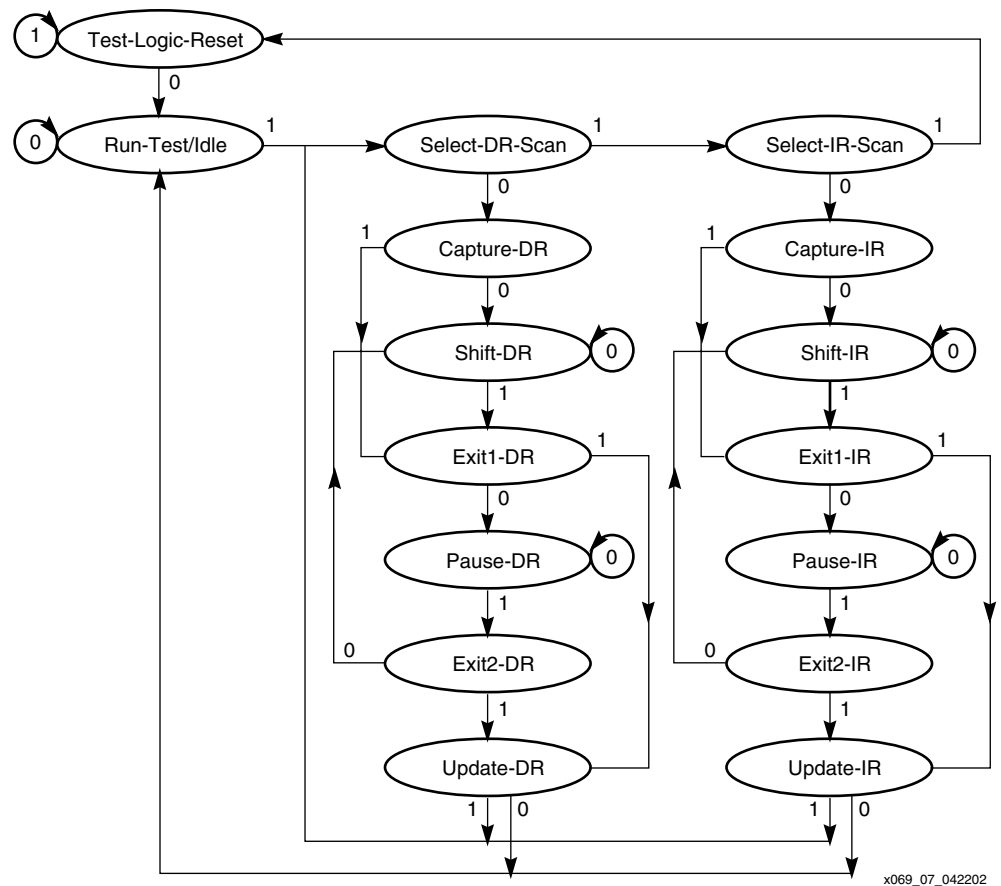 1 Test-Logic-Reset
0
0 Run-Test/Idle 1 Select-DR-Scan 1 Select-IR-Scan 1
0 0
1 Capture-DR 1 Capture-IR
0 0
Shift-DR 0 Shift-IR 0
1 1
Exit1-DR 1 Exit1-IR 1
0 0
Pause-DR 0 Pause-IR 0
1 1
0 Exit2-DR 0 Exit2-IR
1 1
Update-DR Update-IR
1 0 1 0
x069_07_042202